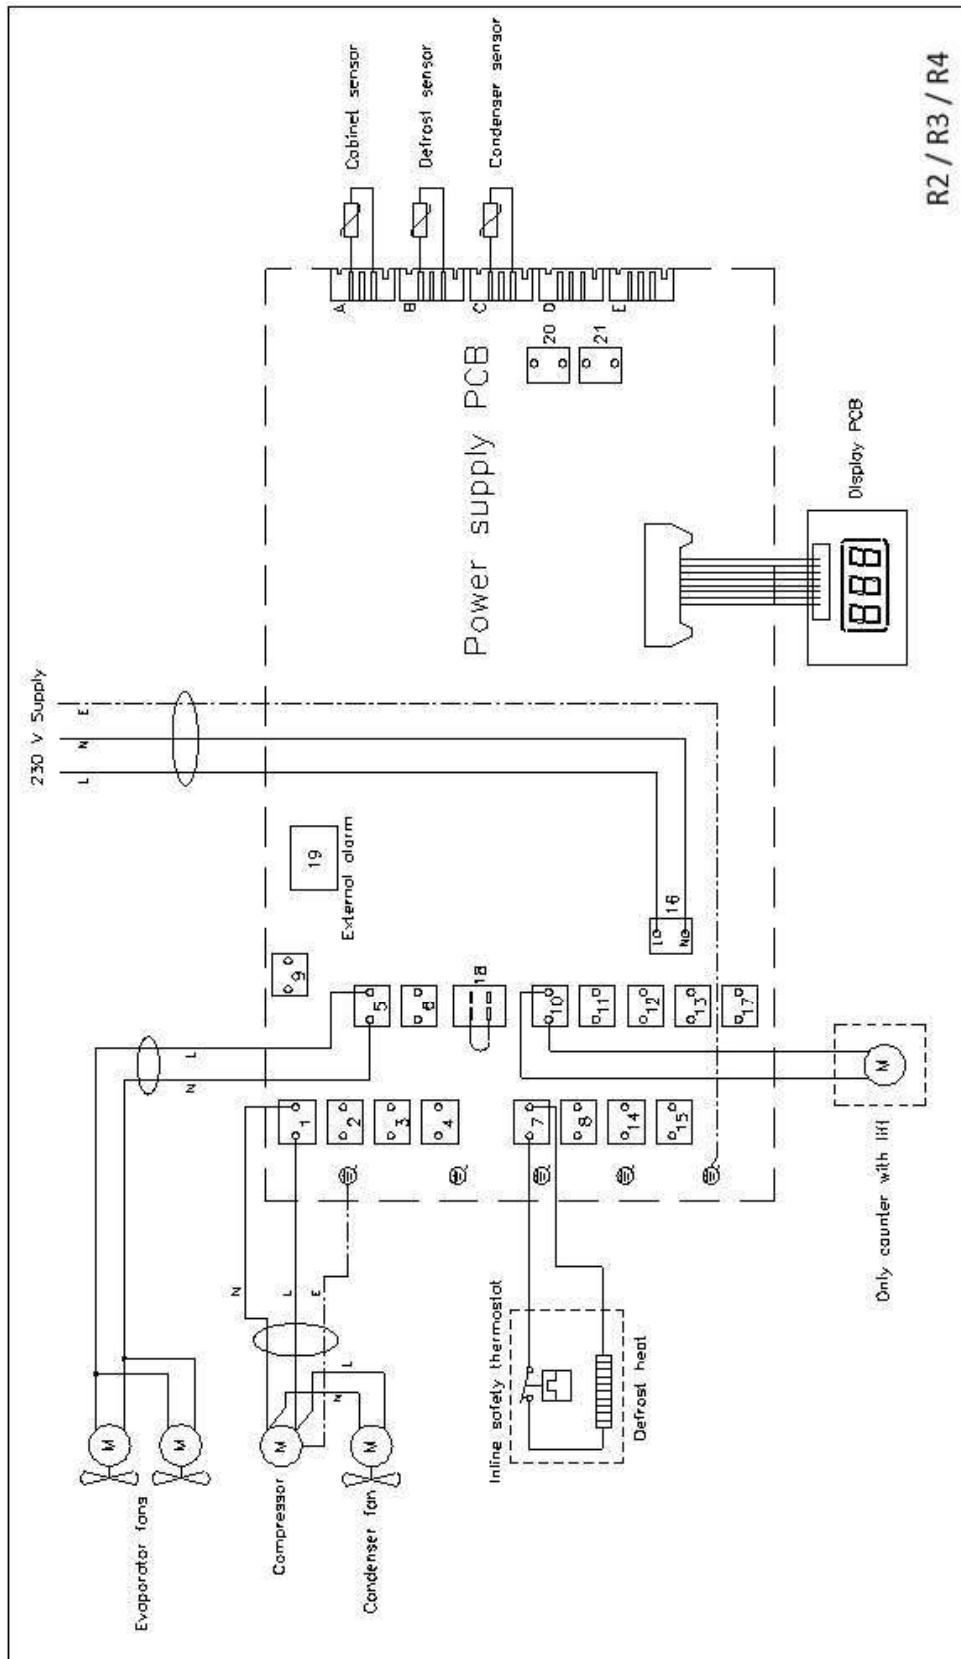 Cabinet sensor
Defrost sensor
Condenser sensor
A
B
C
D
E
20
21
Power supply PCB
Display PCB
888
230 V Supply
L
N
E
19
External alarm
16
L
N
9
5
6
18
10
11
12
13
17
L
N
1
2
3
4
7
8
14
15
N
L
E
L
N
M
M
Evaporator fans
M
Compressor
M
Condenser fan
Inline safety thermostat
Defrost heat
M
Only counter with lift
R2 / R3 / R4